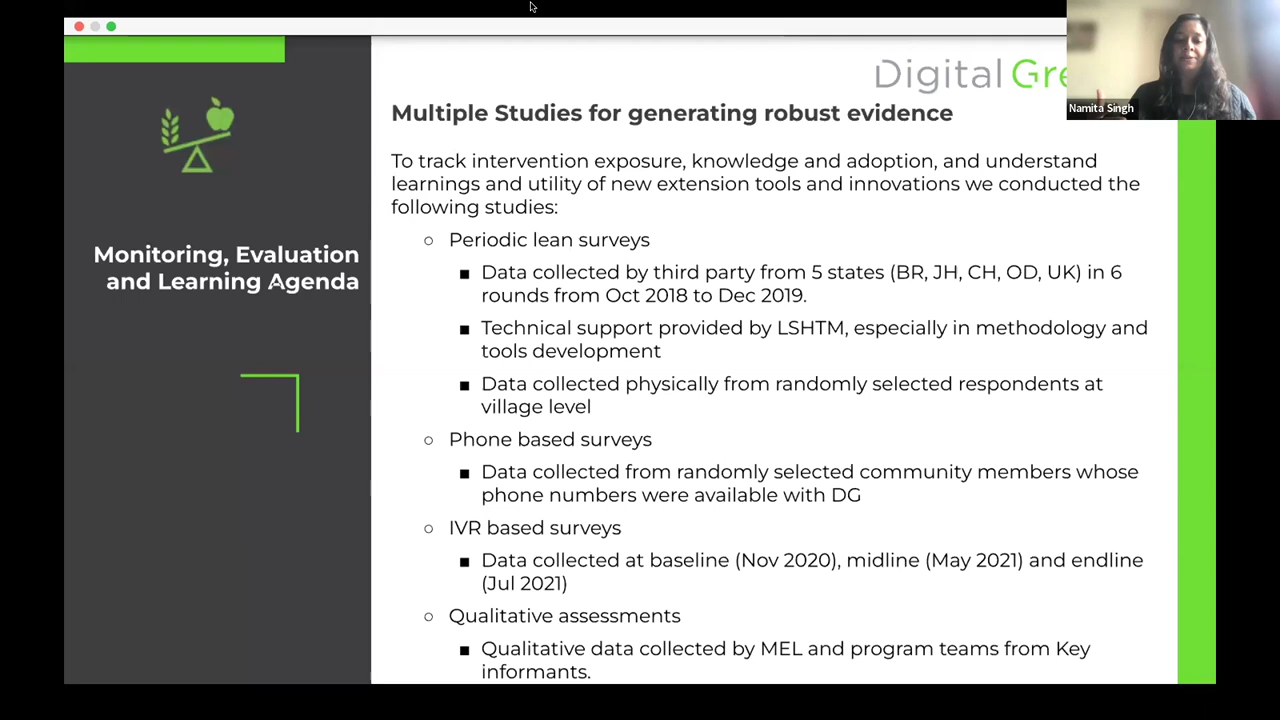 Digital Gre
Namita Singh
Multiple Studies for generating robust evidence
To track intervention exposure, knowledge and adoption, and understand
learnings and utility of new extension tools and innovations we conducted the
following studies:
Monitoring, Evaluation
and Learning Agenda
○ Periodic lean surveys
■ Data collected by third party from 5 states (BR, JH, CH, OD, UK) in 6
rounds from Oct 2018 to Dec 2019.
■ Technical support provided by LSHTM, especially in methodology and
tools development
■ Data collected physically from randomly selected respondents at
village level
○ Phone based surveys
■ Data collected from randomly selected community members whose
phone numbers were available with DG
○ IVR based surveys
■ Data collected at baseline (Nov 2020), midline (May 2021) and endline
(Jul 2021)
○ Qualitative assessments
■ Qualitative data collected by MEL and program teams from Key
informants.